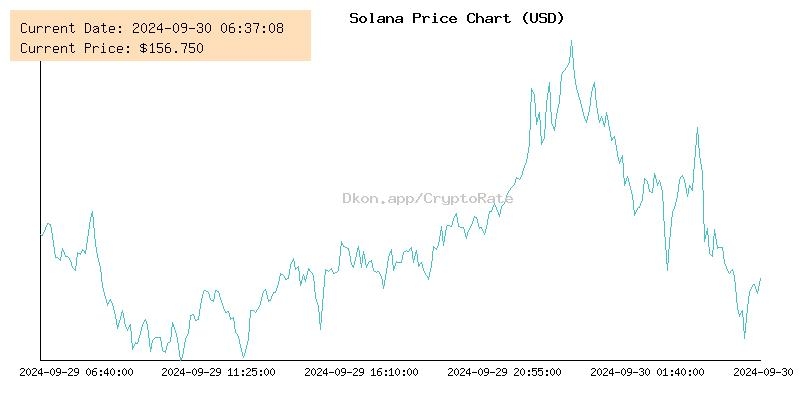 Solana Price Chart (USD)
Current Date: 2024-09-30 06:37:08
Current Price: $156.750
Dkon.app/CryptoRate
2024-09-29 06:40:00 2024-09-29 11:25:00 2024-09-29 16:10:00 2024-09-29 20:55:00 2024-09-30 01:40:00 2024-09-30